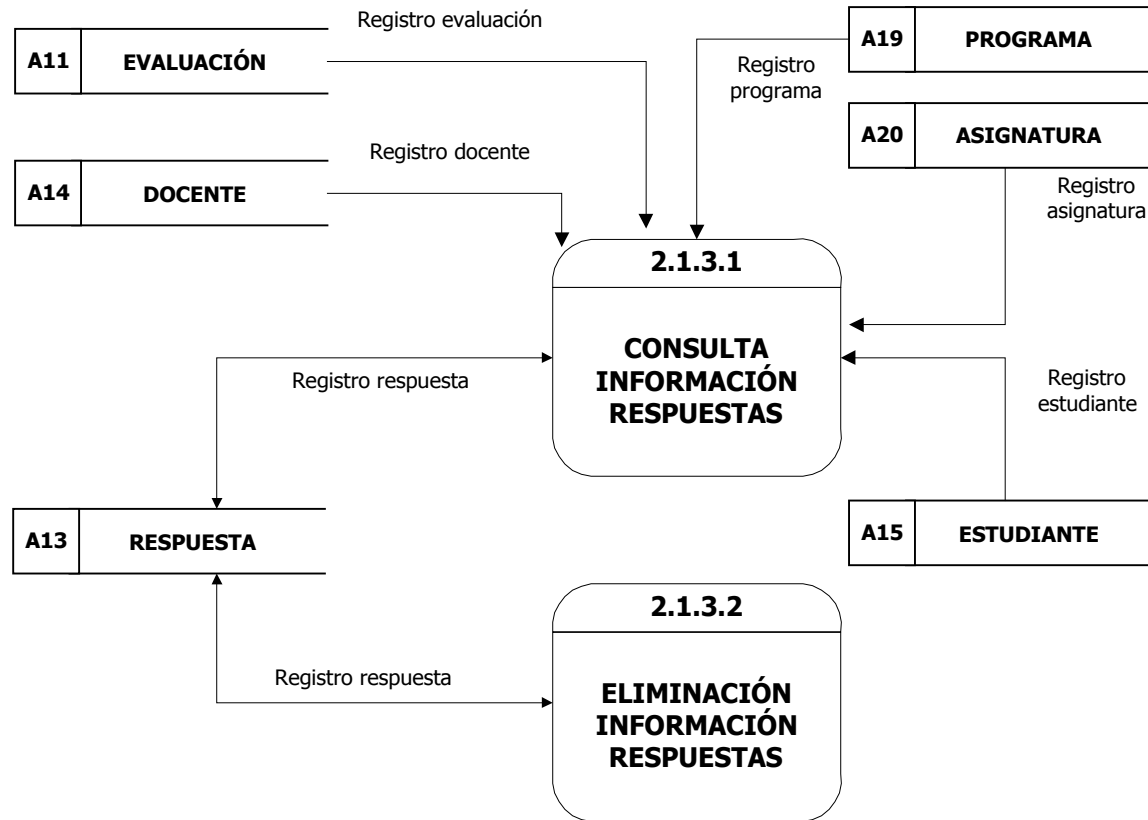 Registro evaluación
A11 EVALUACIÓN
A19 PROGRAMA
Registro
programa
A20 ASIGNATURA
Registro docente
A14 DOCENTE
Registro
asignatura
2.1.3.1
CONSULTA
INFORMACIÓN
RESPUESTAS
Registro respuesta
Registro
estudiante
A13 RESPUESTA
A15 ESTUDIANTE
2.1.3.2
Registro respuesta
ELIMINACIÓN
INFORMACIÓN
RESPUESTAS